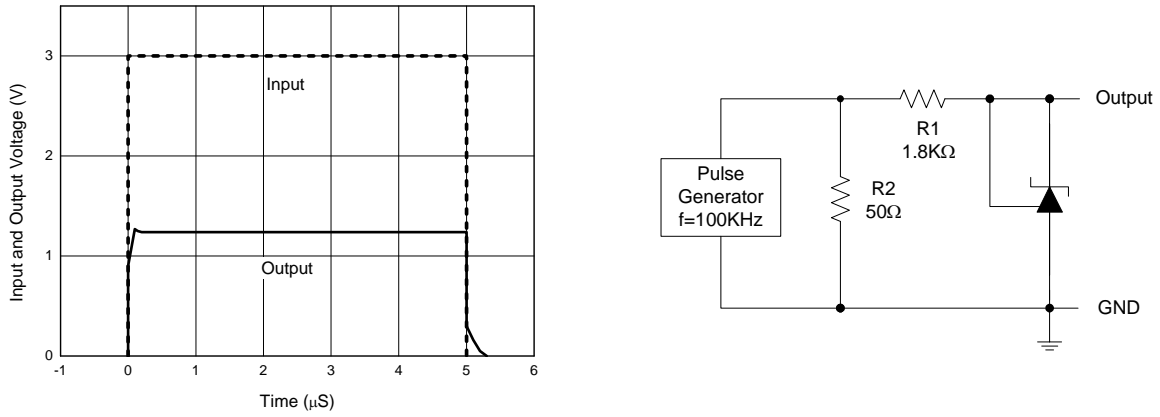 Input and Output Voltage (V)
3
2
1
0
Input
Output
-1 0 1 2 3 4 5 6
Time (μS)
Pulse
Generator
f=100KHz
R1
1.8KΩ
R2
50Ω
Output
GND